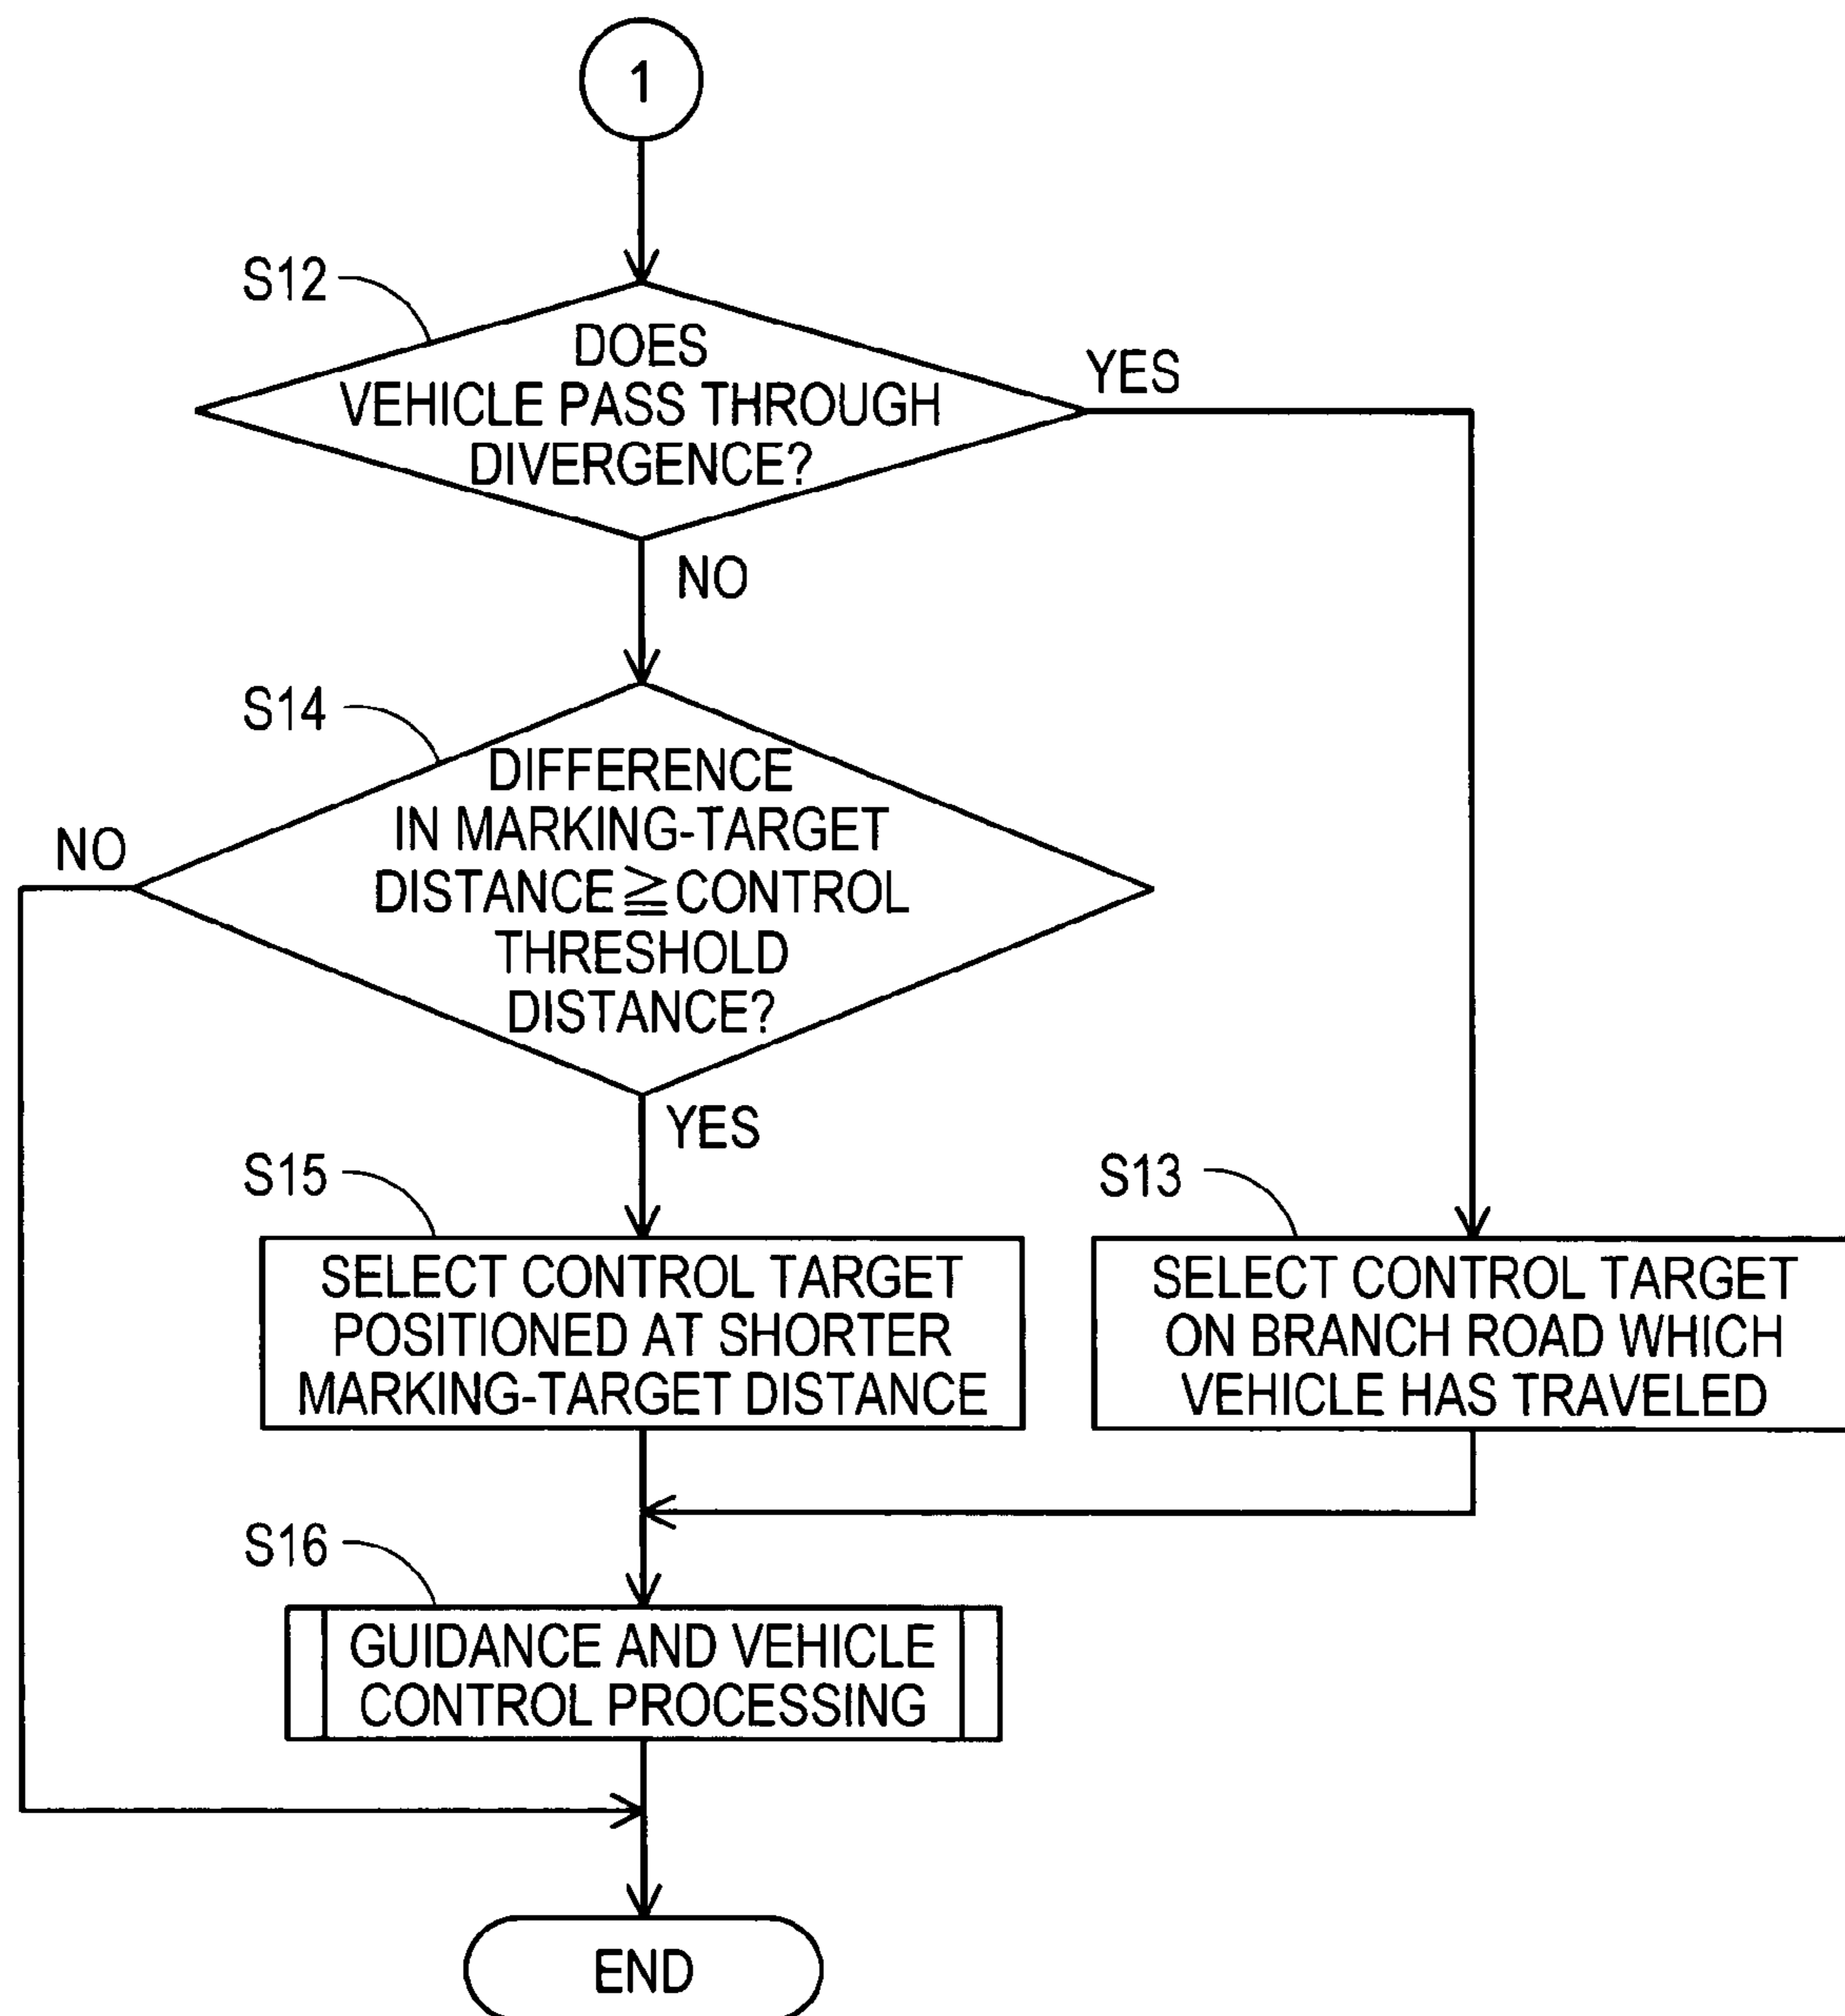 1
S12
DOES
VEHICLE PASS THROUGH
DIVERGENCE?
YES
NO
S14
DIFFERENCE
IN MARKING-TARGET
DISTANCE≧CONTROL
THRESHOLD
DISTANCE?
NO
YES
S15
SELECT CONTROL TARGET
POSITIONED AT SHORTER
MARKING-TARGET DISTANCE
S13
SELECT CONTROL TARGET
ON BRANCH ROAD WHICH
VEHICLE HAS TRAVELED
S16
GUIDANCE AND VEHICLE
CONTROL PROCESSING
END